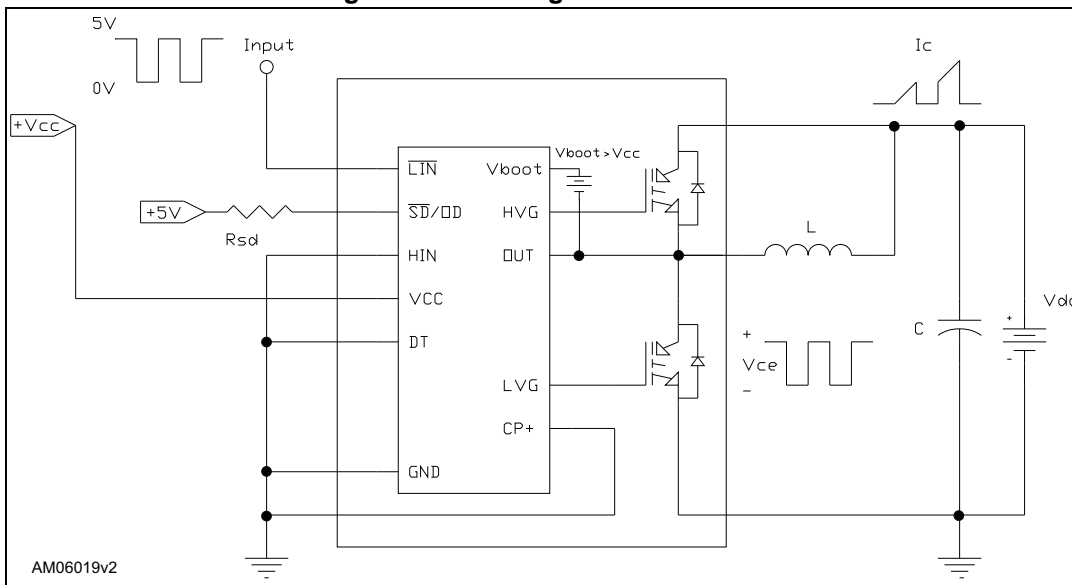 5V
Input
Ic
0V
+Vcc
Vboot>Vcc
LIN
Vboot
+5V
SD/OD
HVG
Rsd
L
HIN
OUT
VCC
Vdc
C
+
DT
+
Vce
-
LVG
-
CP+
GND
AM06019v2